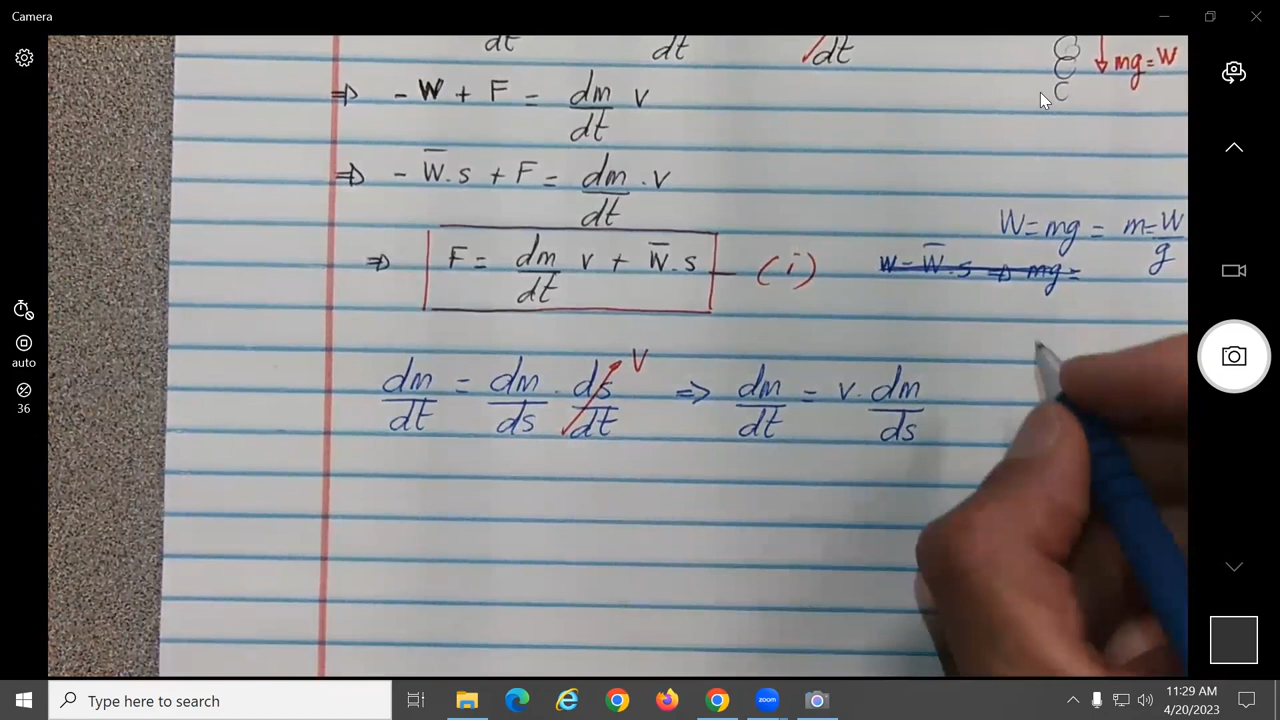 Camera
dt dt dt
mg=W
⇒ - W + F = dm/dt v
⇒ - W̅.s + F = dm/dt . v
W=mg = m=W/g
⇒ F = dm/dt v + W̅.s — (i)
w = W̅.s ⇒ mg=
dm/dt = dm/ds . ds/dt v ⇒ dm/dt = v. dm/ds
auto
36
Type here to search
zoom
11:29 AM
4/20/2023